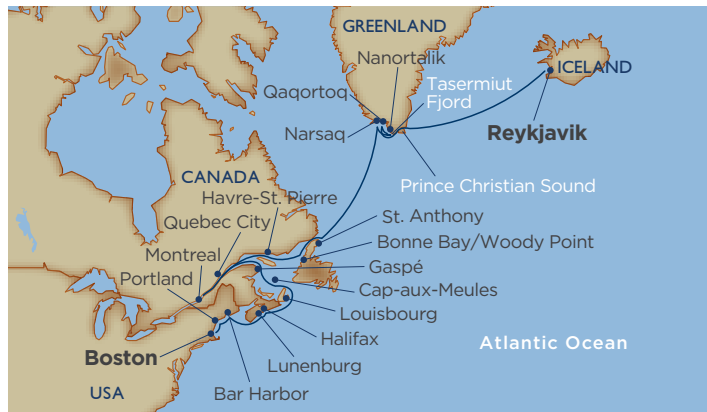 GREENLAND
Nanortalik
Tasermiut
Fjord
ICELAND
Qaqortoq
Narsaq
Reykjavik
CANADA
Prince Christian Sound
Havre-St. Pierre
St. Anthony
Quebec City
Bonne Bay/Woody Point
Montreal
Gaspé
Portland
Cap-aux-Meules
Louisbourg
Halifax
Atlantic Ocean
Boston
Lunenburg
USA
Bar Harbor